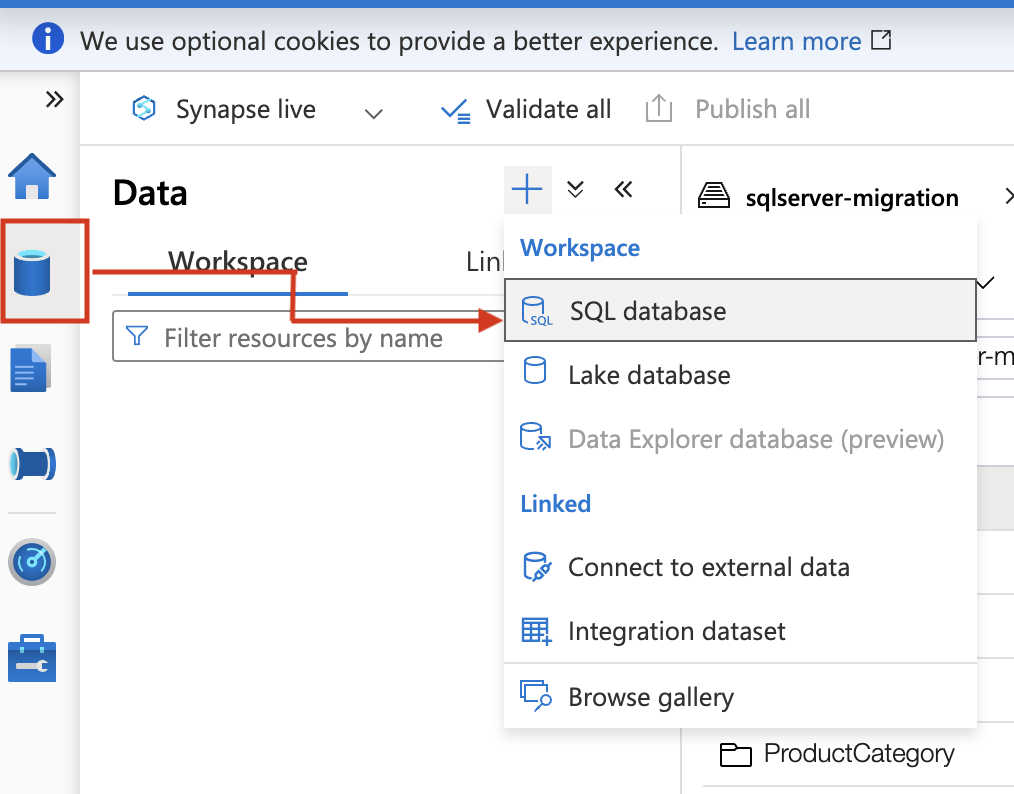 We use optional cookies to provide a better experience. Learn more
Synapse live
Validate all
Publish all
Data
Workspace
Lin
Filter resources by name
Workspace
SQL database
Lake database
Data Explorer database (preview)
Linked
Connect to external data
Integration dataset
Browse gallery
sqlserver-migration
r-m
ProductCategory